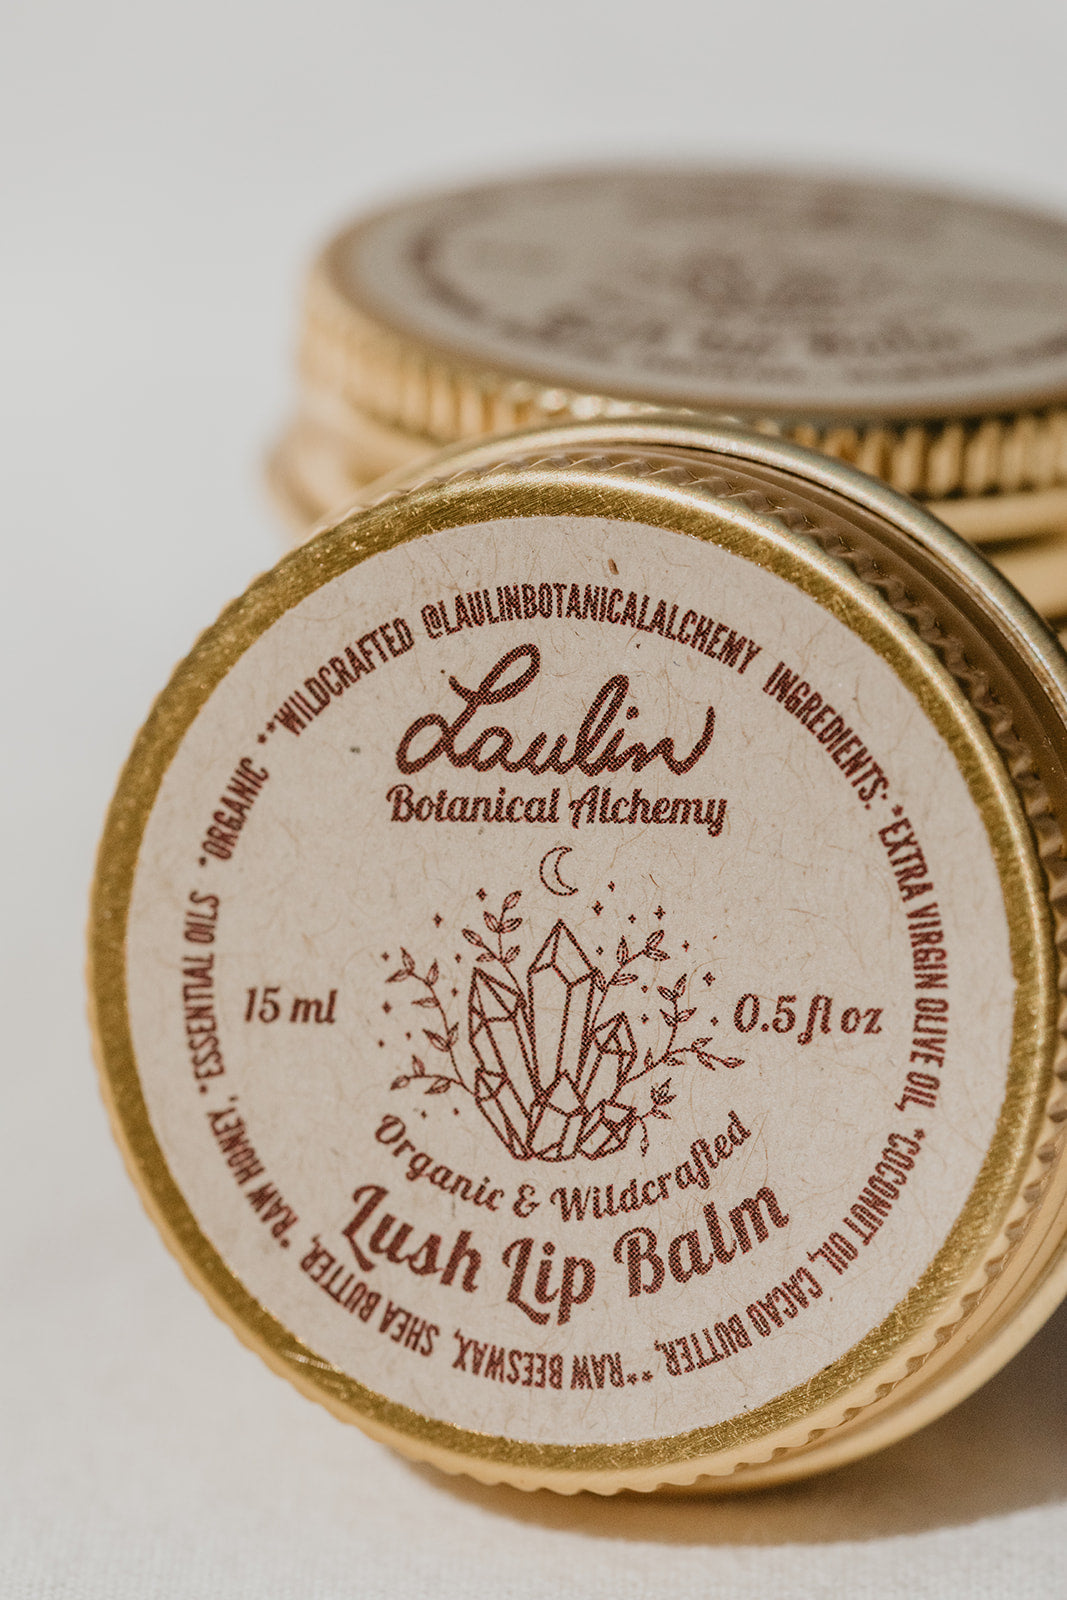 Laulin
Botanical Alchemy
15 ml
0.5 fl oz
Organic & Wildcrafted
Lush Lip Balm
@LAULINBOTANICALALCHEMY INGREDIENTS: *EXTRA VIRGIN OLIVE OIL, *COCONUT OIL, CACAO BUTTER, **RAW BEESWAX, SHEA BUTTER, *RAW HONEY, *ESSENTIAL OILS *ORGANIC **WILDCRAFTED